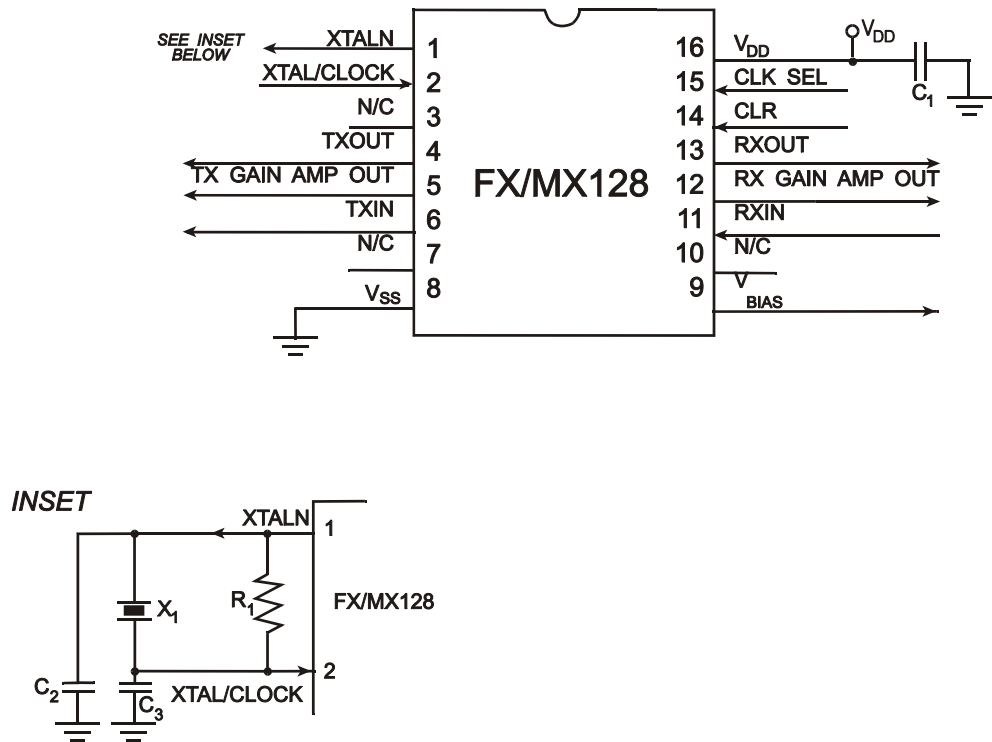 SEE INSET
BELOW
XTALN
1
XTAL/CLOCK
2
N/C
3
TXOUT
4
TX GAIN AMP OUT
5
TXIN
6
N/C
7
VSS
8
FX/MX128
16
VDD
VDD
C1
15
CLK SEL
14
CLR
13
RXOUT
12
RX GAIN AMP OUT
11
RXIN
10
N/C
9
V
BIAS
INSET
XTALN
1
X1
R1
FX/MX128
2
C2
C3
XTAL/CLOCK